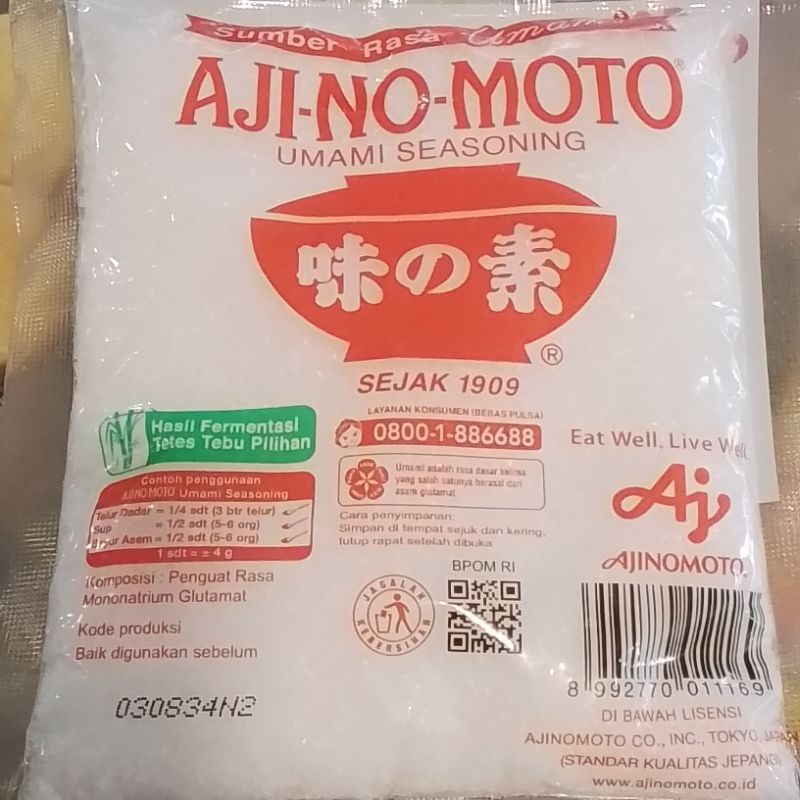 Sumber Rasa Umami
AJI-NO-MOTO®
UMAMI SEASONING
味の素
®
SEJAK 1909
Hasil Fermentasi
Tetes Tebu Pilihan
LAYANAN KONSUMEN (BEBAS PULSA)
0800-1-886688
Eat Well, Live Well.
Umami adalah rasa dasar kelima
yang salah satunya berasal dari
asam glutamat
Contoh penggunaan
AJI-NO-MOTO Umami Seasoning
Telur Dadar = 1/4 sdt (3 btr telur)
Sup = 1/2 sdt (5-6 org)
Sayur Asem = 1/2 sdt (5-6 org)
1 sdt = ± 4 g
Cara penyimpanan:
Simpan di tempat sejuk dan kering,
tutup rapat setelah dibuka
Aj
AJINOMOTO.
Komposisi : Penguat Rasa
Mononatrium Glutamat
BPOM RI
JAGALAH
KEBERSIHAN
Kode produksi
Baik digunakan sebelum
030834N2
8 992770 011169
DI BAWAH LISENSI
AJINOMOTO CO., INC., TOKYO, JAPAN
(STANDAR KUALITAS JEPANG)
www.ajinomoto.co.id